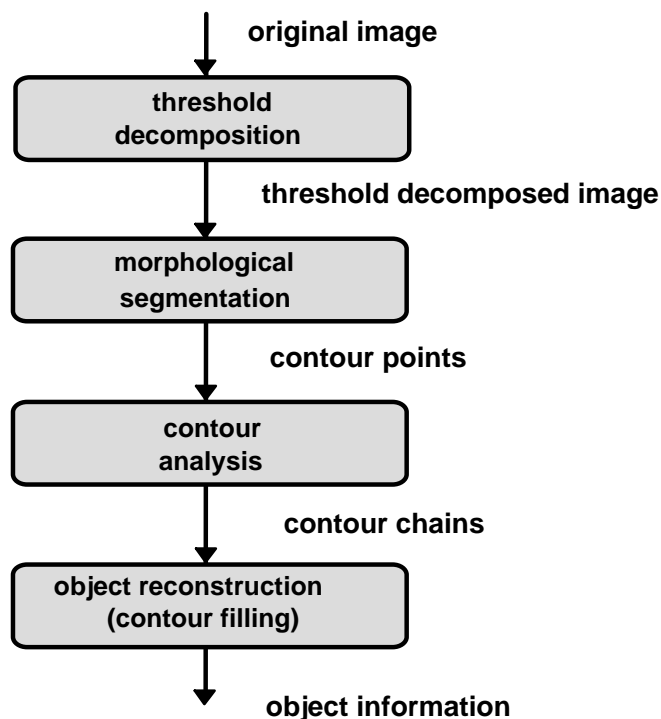 original image
threshold
decomposition
threshold decomposed image
morphological
segmentation
contour points
contour
analysis
contour chains
object reconstruction
(contour filling)
object information